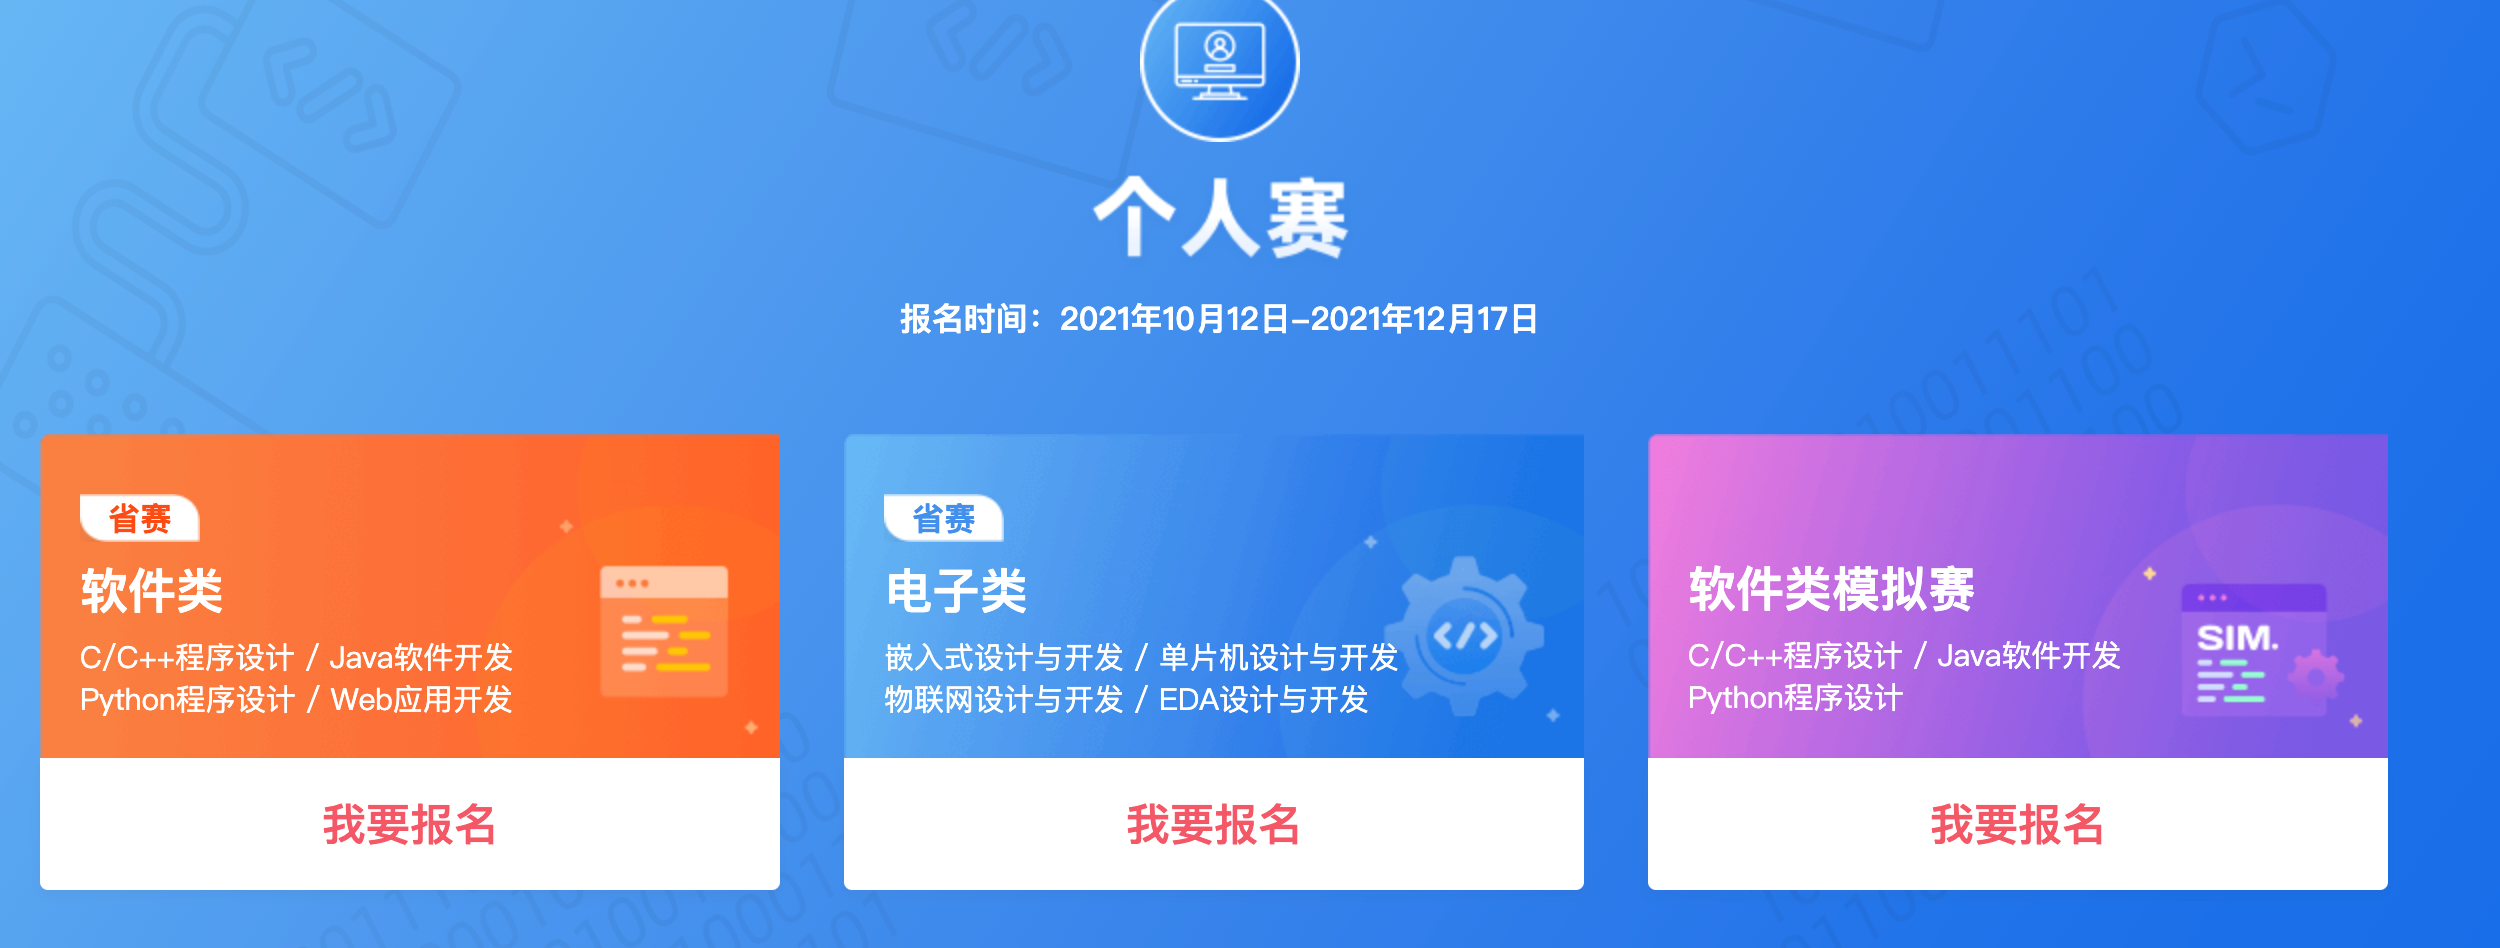 个人赛
报名时间：2021年10月12日–2021年12月17日
省赛
软件类
C/C++程序设计 / Java软件开发
Python程序设计 / Web应用开发
我要报名
省赛
电子类
嵌入式设计与开发 / 单片机设计与开发
物联网设计与开发 / EDA设计与开发
我要报名
软件类模拟赛
C/C++程序设计 / Java软件开发
Python程序设计
SIM.
我要报名